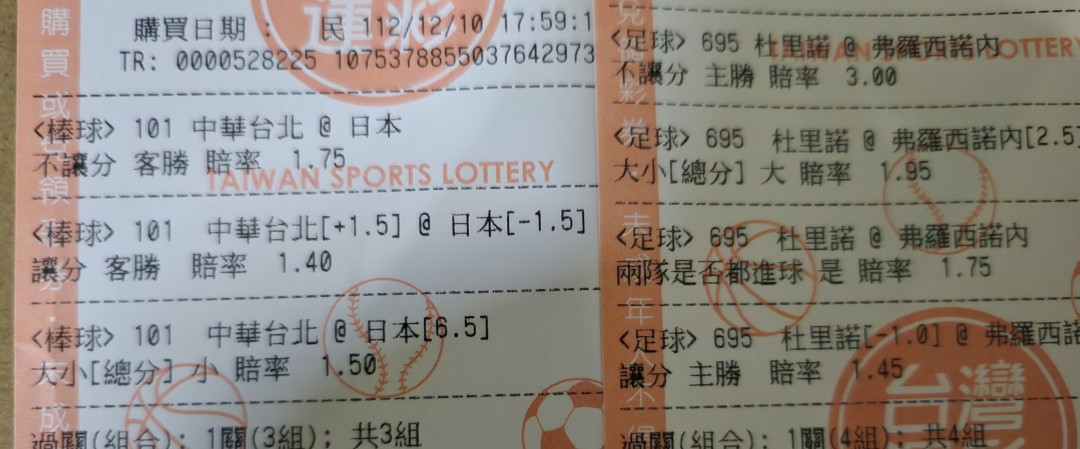 購買日期： 民 112/12/10 17:59:1
TR: 0000528225 1075378855037642973
<棒球> 101 中華台北 @ 日本
不讓分 客勝 賠率 1.75
TAIWAN SPORTS LOTTERY
<棒球> 101 中華台北[+1.5] @ 日本[-1.5]
讓分 客勝 賠率 1.40
<棒球> 101 中華台北 @ 日本[6.5]
大小[總分] 小 賠率 1.50
過關(組合): 1關(3組); 共3組
<足球> 695 杜里諾 @ 弗羅西諾內
不讓分 主勝 賠率 3.00
<足球> 695 杜里諾 @ 弗羅西諾內[2.5]
大小[總分] 大 賠率 1.95
<足球> 695 杜里諾 @ 弗羅西諾內
兩隊是否都進球 是 賠率 1.75
<足球> 695 杜里諾[-1.0] @ 弗羅西諾
讓分 主勝 賠率 1.45
台灣
過關(組合): 1關(4組); 共4組